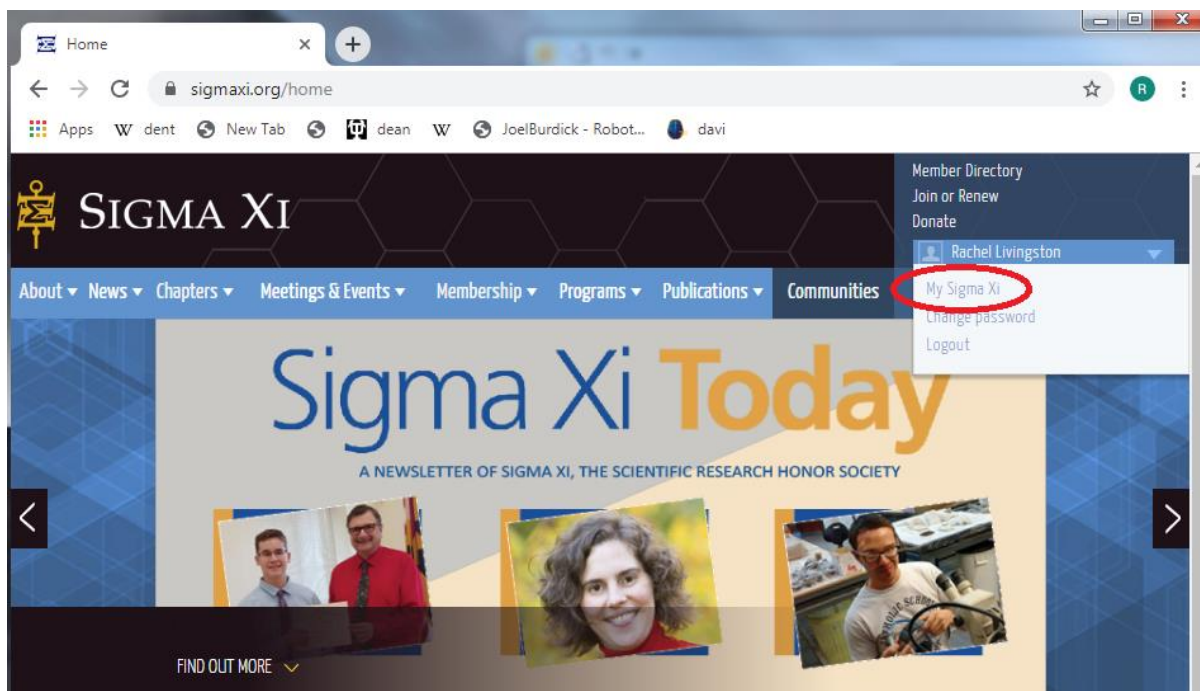 Home
sigmaxi.org/home
R
Apps dent New Tab dean JoelBurdick - Robot... davi
SIGMA XI
Member Directory
Join or Renew
Donate
Rachel Livingston
About News Chapters Meetings & Events Membership Programs Publications Communities
My Sigma Xi
Change password
Logout
Sigma Xi Today
A NEWSLETTER OF SIGMA XI, THE SCIENTIFIC RESEARCH HONOR SOCIETY
FIND OUT MORE